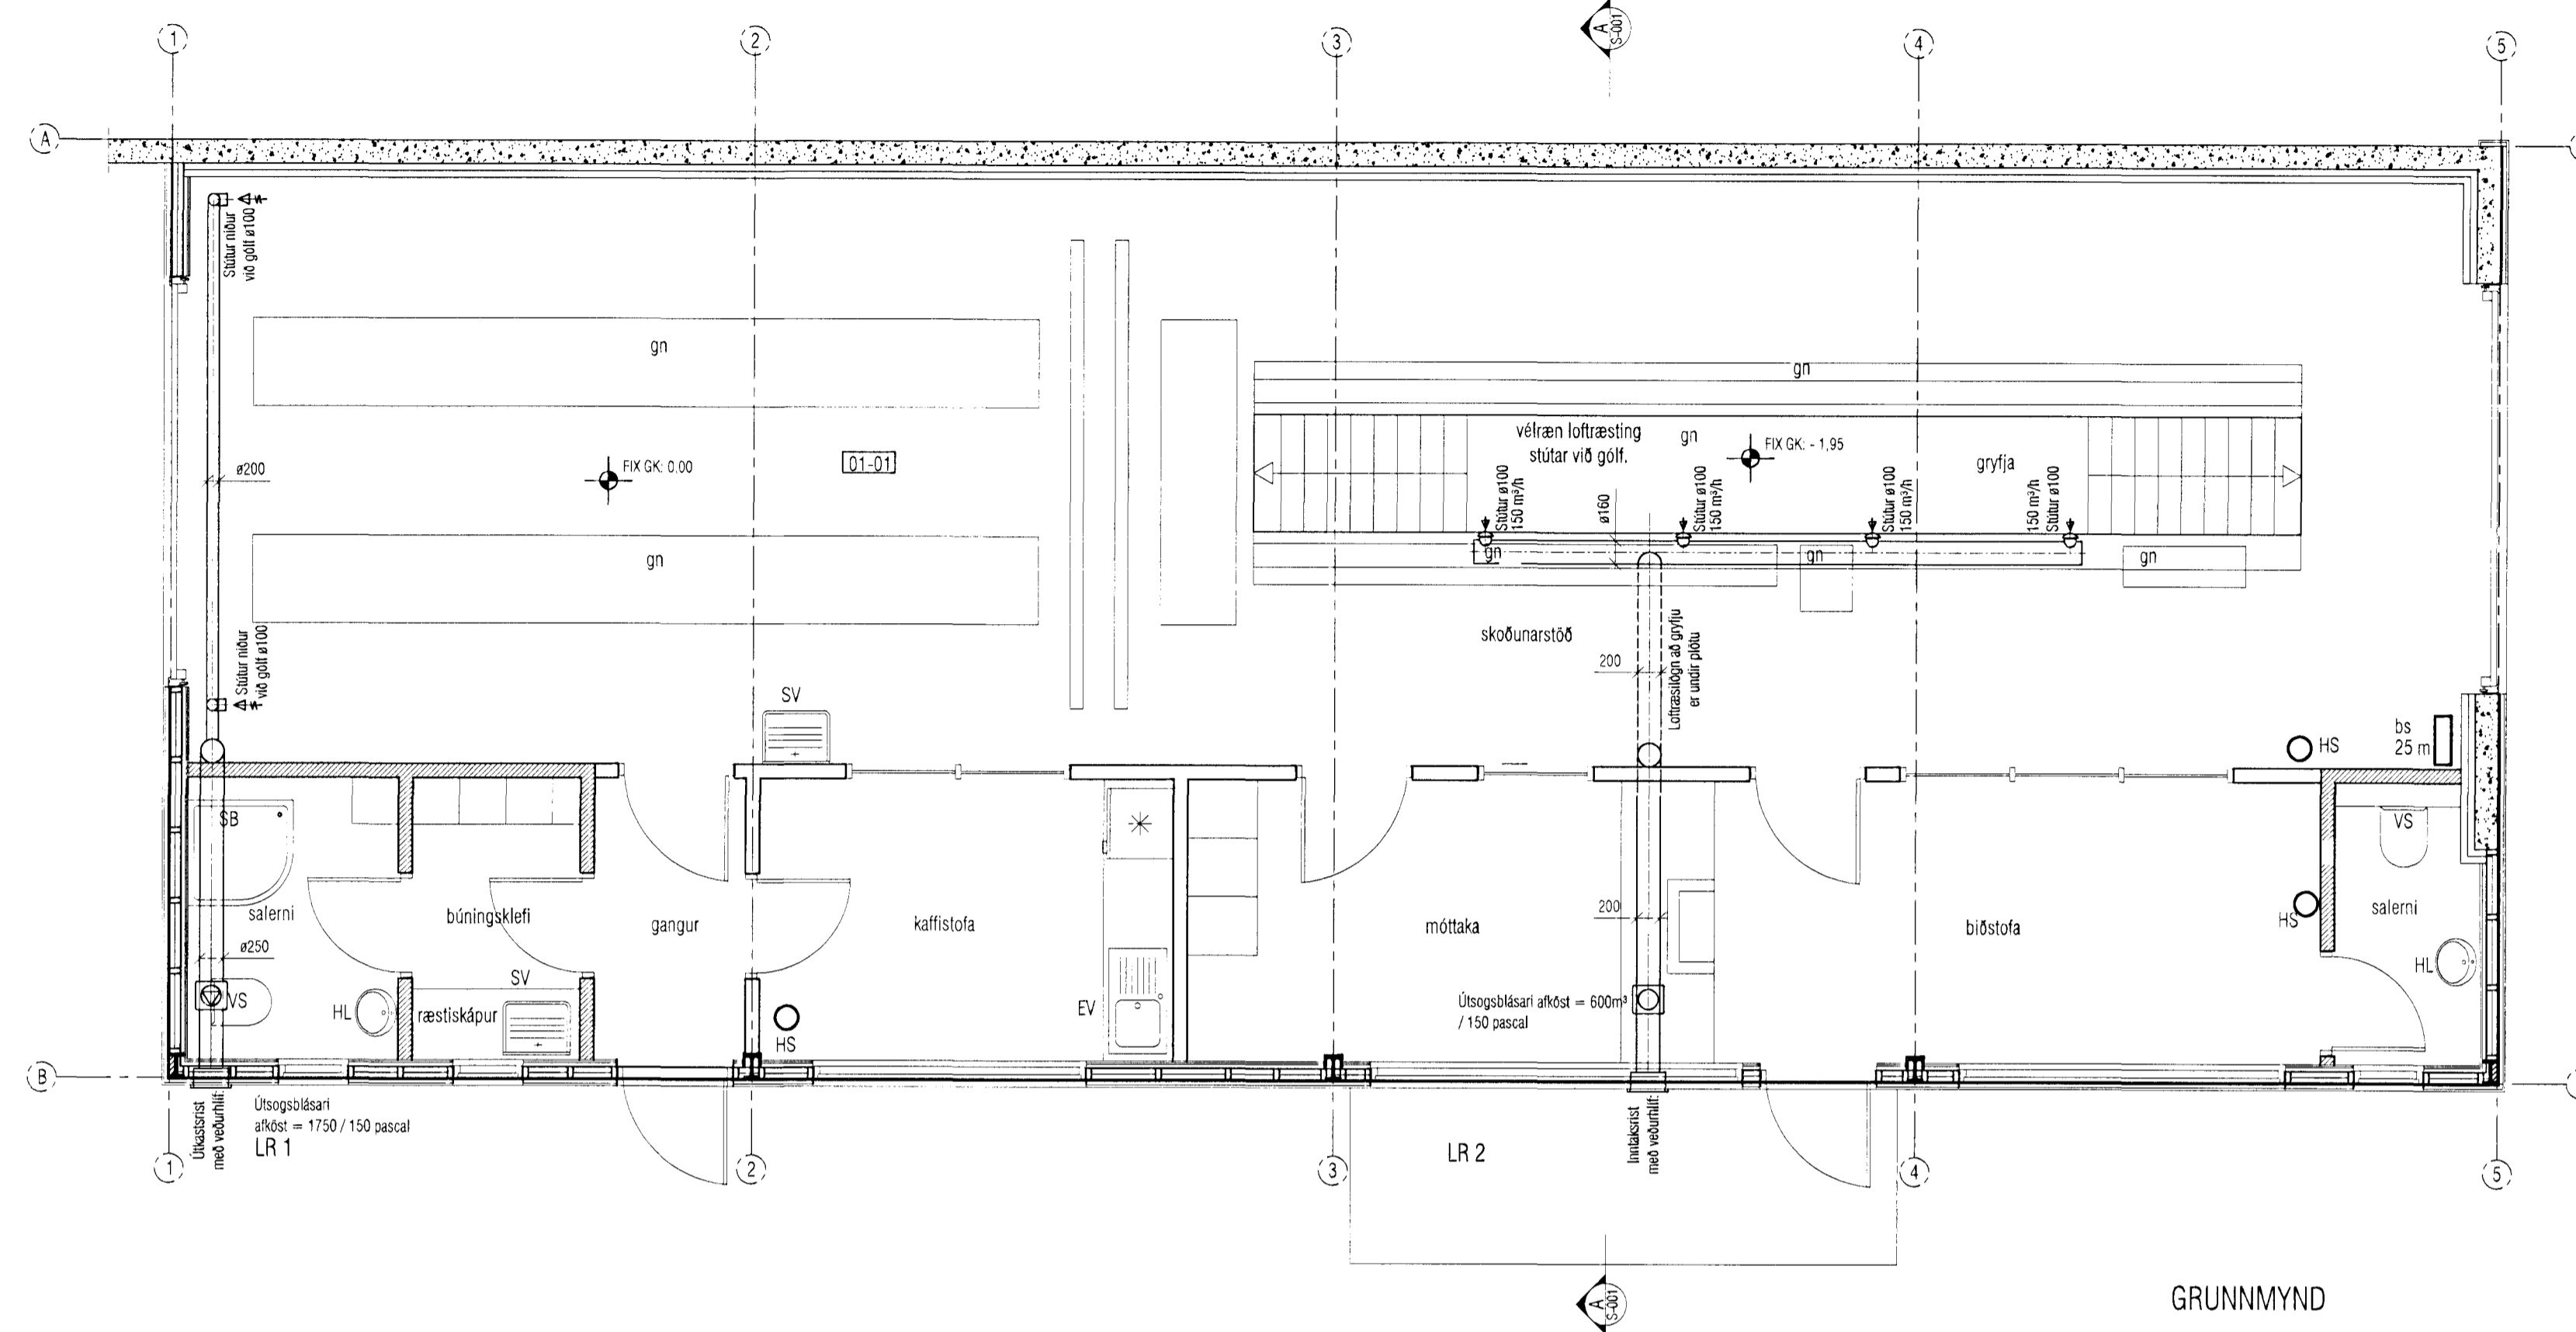 1
2
3
A
S-001
4
5
A
Stútur niður
við gólf ø100
gn
gn
vélræn loftræsting
stútar við gólf.
gn
FIX GK: - 1,95
gryfja
ø200
FIX GK: 0,00
01-01
ø160
Stútur ø100
150 m³/h
Stútur ø100
150 m³/h
Stútur ø100
150 m³/h
150 m³/h
Stútur ø100
gn
gn
gn
gn
Stútur niður
við gólf ø100
skoðunarstöð
200
Loftræsilögn að gryfju
er undir plötu
SV
HS
bs
25 m
SB
VS
salerni
búningsklefi
gangur
kaffistofa
móttaka
200
biðstofa
HS
salerni
ø250
SV
HL
VS
HL
ræstiskápur
HS
EV
Útsogsblásari afköst = 600m³
/ 150 pascal
B
Útkastsrist
með veðurhlíf:
Útsogsblásari
afköst = 1750 / 150 pascal
LR 1
LR 2
Inntaksrist
með veðurhlíf:
1
2
3
4
5
A
S-001
GRUNNMYND